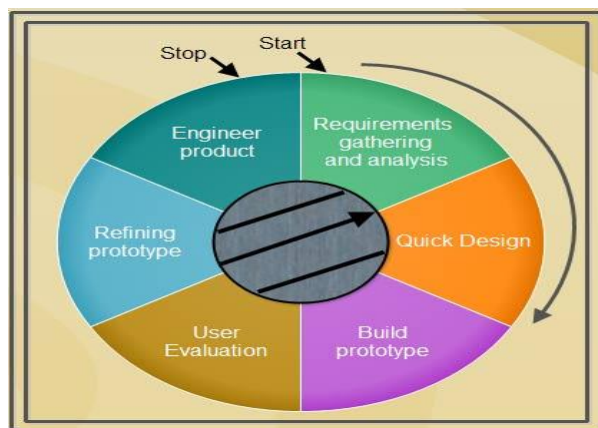 Stop
Start
Requirements
gathering
and analysis
Quick Design
Build
prototype
User
Evaluation
Refining
prototype
Engineer
product